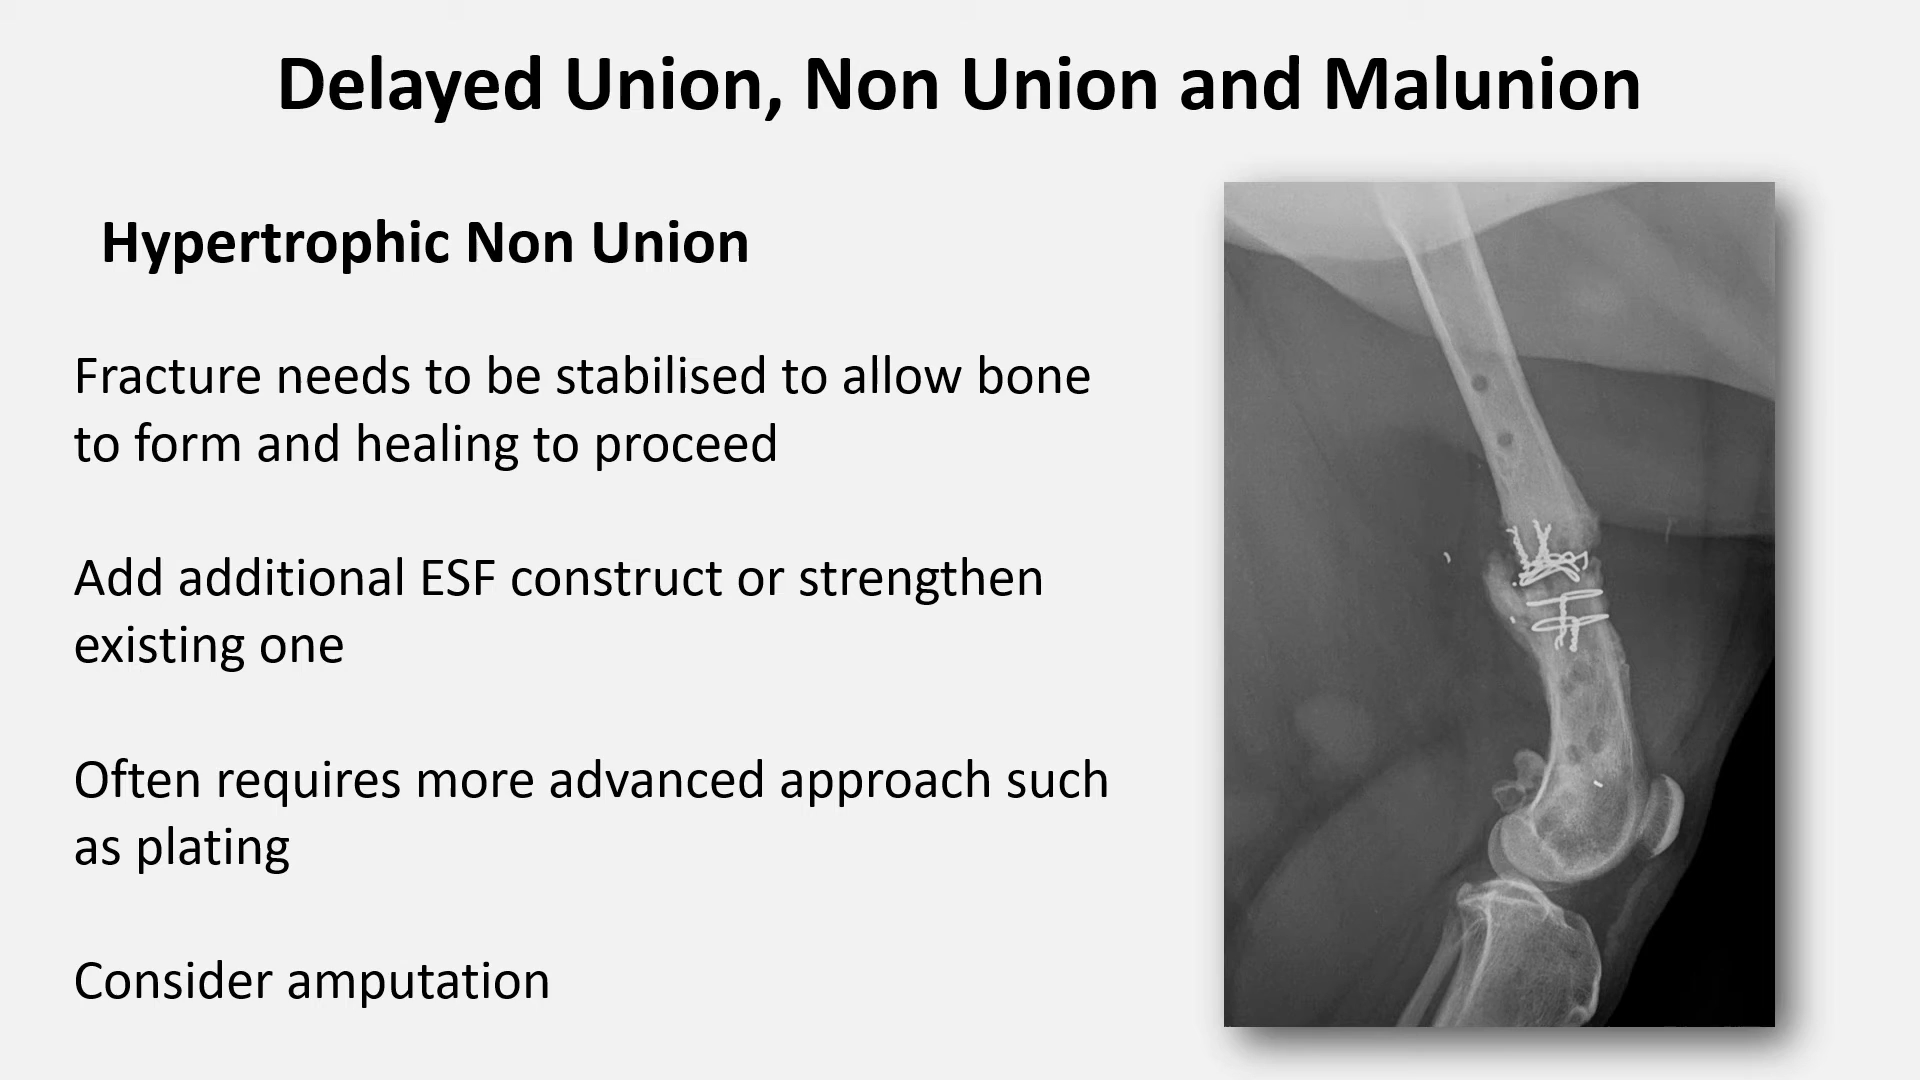 Delayed Union, Non Union and Malunion
Hypertrophic Non Union
Fracture needs to be stabilised to allow bone
to form and healing to proceed
Add additional ESF construct or strengthen
existing one
Often requires more advanced approach such
as plating
Consider amputation